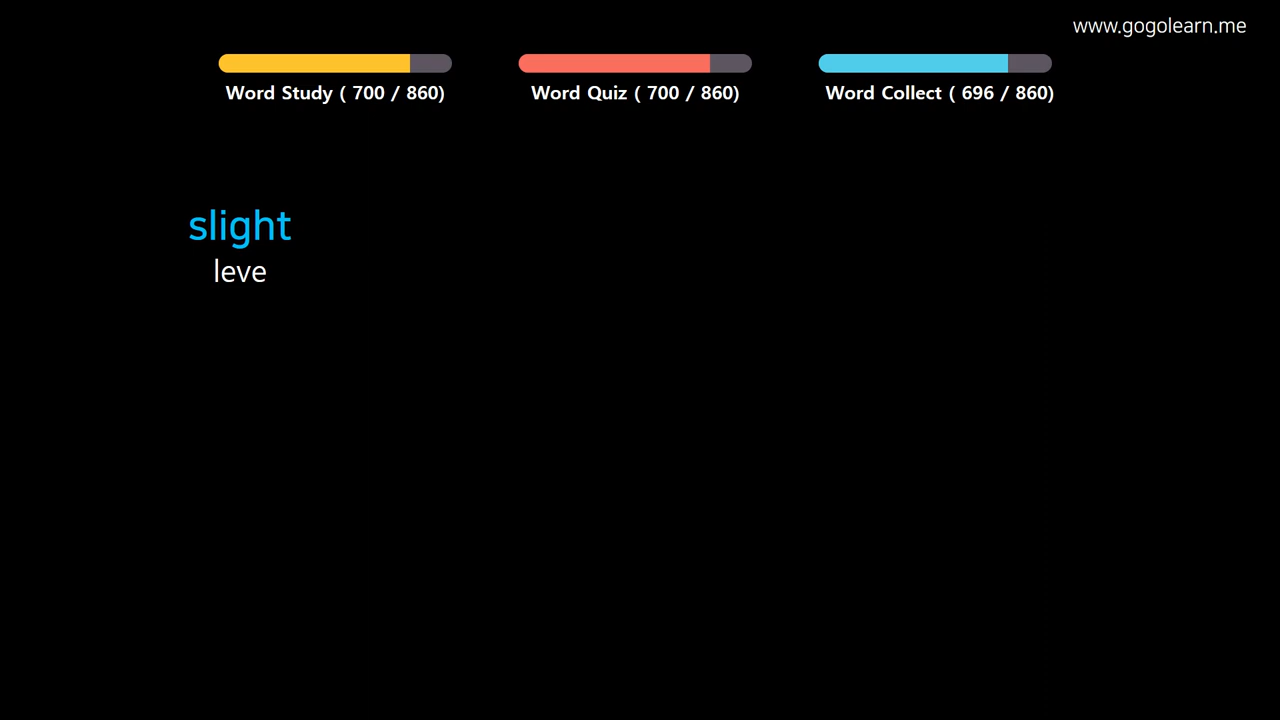 www.gogolearn.me
Word Study ( 700 / 860)
Word Quiz ( 700 / 860)
Word Collect ( 696 / 860)
slight
leve